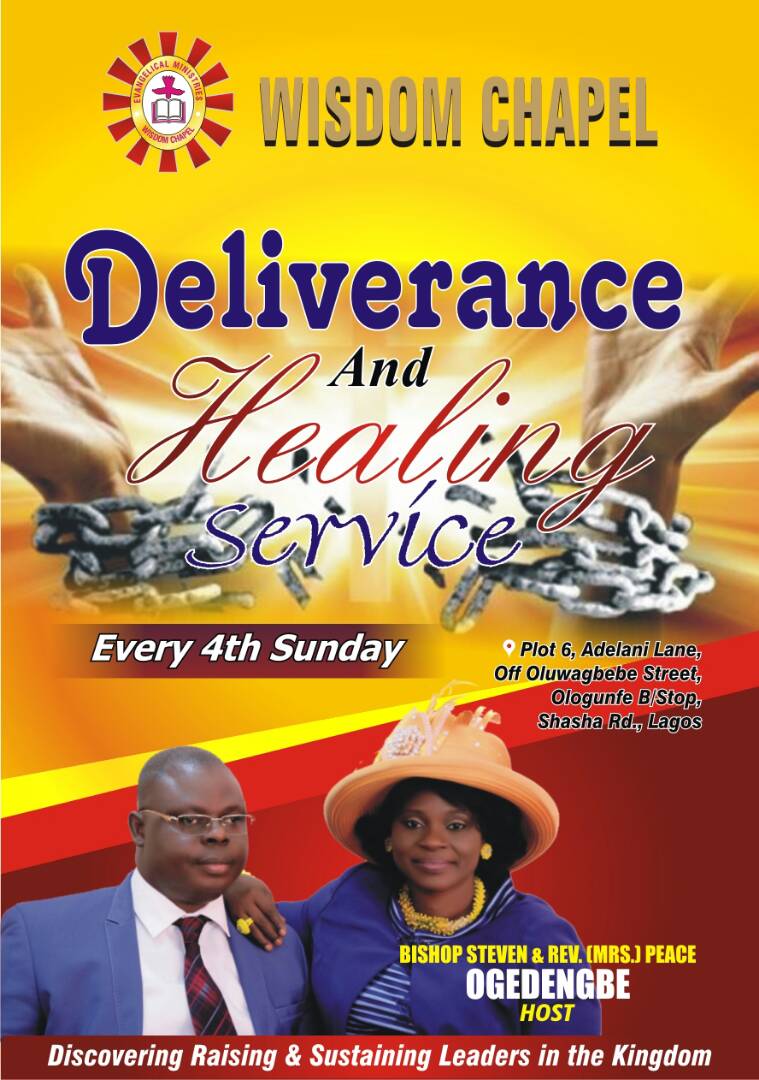 EVANGELICAL MINISTRIES
WISDOM CHAPEL
WISDOM CHAPEL
Deliverance
And
Healing
Service
Every 4th Sunday
Plot 6, Adelani Lane,
Off Oluwagbebe Street,
Ologunfe B/Stop,
Shasha Rd., Lagos
BISHOP STEVEN & REV. (MRS.) PEACE
OGEDENGBE
HOST
Discovering Raising & Sustaining Leaders in the Kingdom